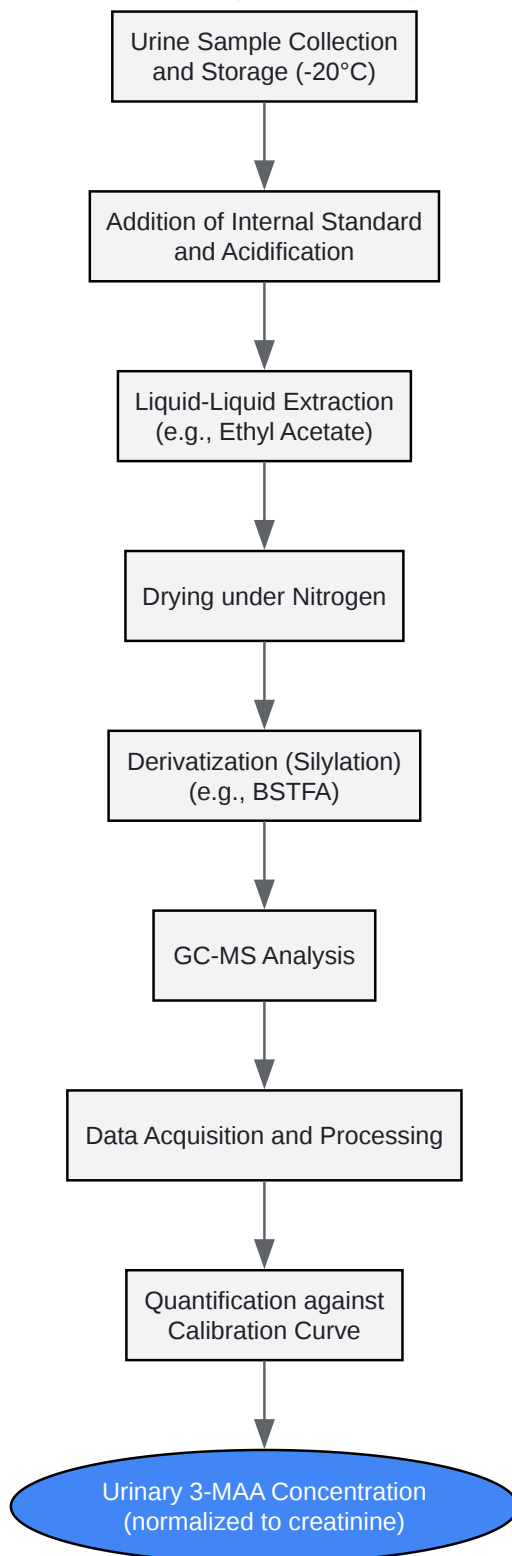 Urine Sample Collection
and Storage (-20°C)
Addition of Internal Standard
and Acidification
Liquid-Liquid Extraction
(e.g., Ethyl Acetate)
Drying under Nitrogen
Derivatization (Silylation)
(e.g., BSTFA)
GC-MS Analysis
Data Acquisition and Processing
Quantification against
Calibration Curve
Urinary 3-MAA Concentration
(normalized to creatinine)